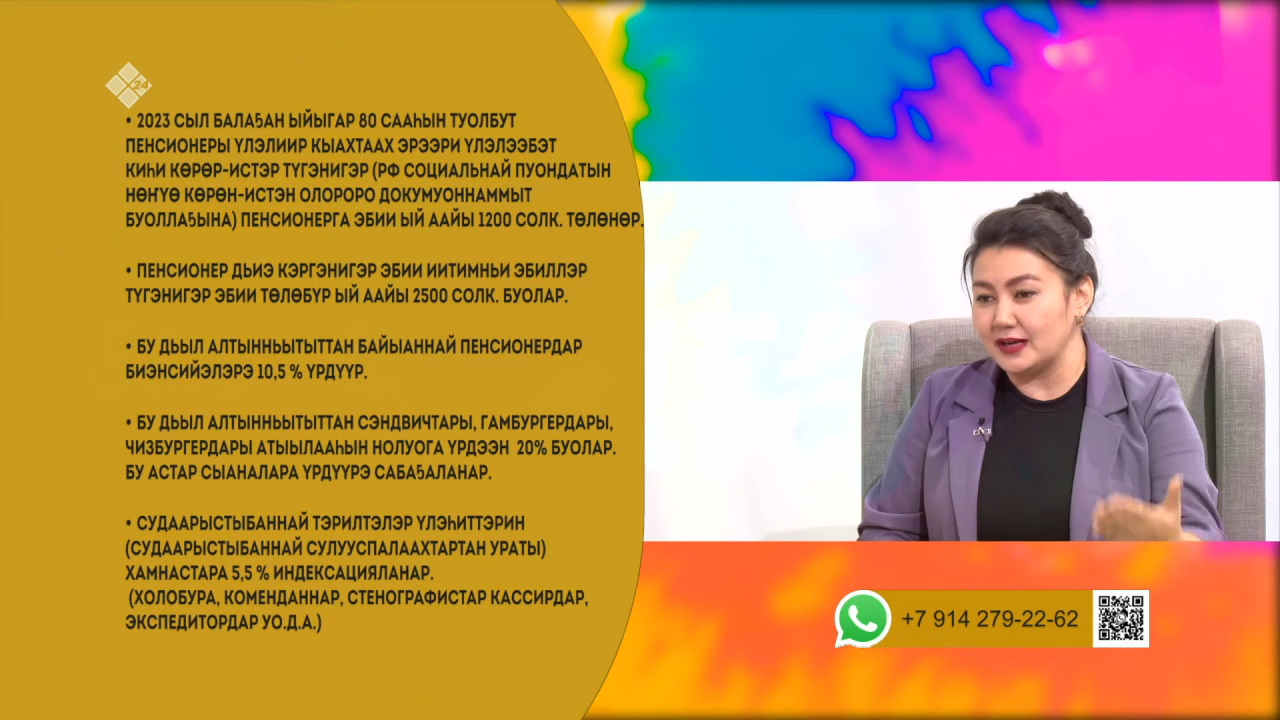 X24
• 2023 СЫЛ БАЛАҔАН ЫЙЫГАР 80 СААҺЫН ТУОЛБУТ
ПЕНСИОНЕРЫ ҮЛЭЛИИР КЫАХТААХ ЭРЭЭРИ ҮЛЭЛЭЭБЭТ
КИҺИ КӨРӨР-ИСТЭР ТҮГЭНИГЭР (РФ СОЦИАЛЬНАЙ ПУОНДАТЫН
НӨҤҮӨ КӨРӨН-ИСТЭН ОЛОРОРО ДОКУМУОННАММЫТ
БУОЛЛАҔЫНА) ПЕНСИОНЕРГА ЭБИИ ЫЙ ААЙЫ 1200 СОЛК. ТӨЛӨНӨР.
• ПЕНСИОНЕР ДЬИЭ КЭРГЭНИГЭР ЭБИИ ИИТИМНЬИ ЭБИЛЛЭР
ТҮГЭНИГЭР ЭБИИ ТӨЛӨБҮР ЫЙ ААЙЫ 2500 СОЛК. БУОЛАР.
• БУ ДЬЫЛ АЛТЫННЬЫТЫТТАН БАЙЫАННАЙ ПЕНСИОНЕРДАР
БИЭНСИЙЭЛЭРЭ 10,5 % ҮРДҮҮР.
• БУ ДЬЫЛ АЛТЫННЬЫТЫТТАН СЭНДВИЧТАРЫ, ГАМБУРГЕРДАРЫ,
ЧИЗБУРГЕРДАРЫ АТЫЫЛААҺЫН НОЛУОГА ҮРДЭЭН 20% БУОЛАР.
БУ АСТАР СЫАНАЛАРА ҮРДҮҮРЭ САБАҔАЛАНАР.
• СУДААРЫСТЫБАННАЙ ТЭРИЛТЭЛЭР ҮЛЭҺИТТЭРИН
(СУДААРЫСТЫБАННАЙ СУЛУУСПАЛААХТАРТАН УРАТЫ)
ХАМНАСТАРА 5,5 % ИНДЕКСАЦИЯЛАНАР.
(ХОЛОБУРА, КОМЕНДАННАР, СТЕНОГРАФИСТАР КАССИРДАР,
ЭКСПЕДИТОРДАР УО.Д.А.)
+7 914 279-22-62